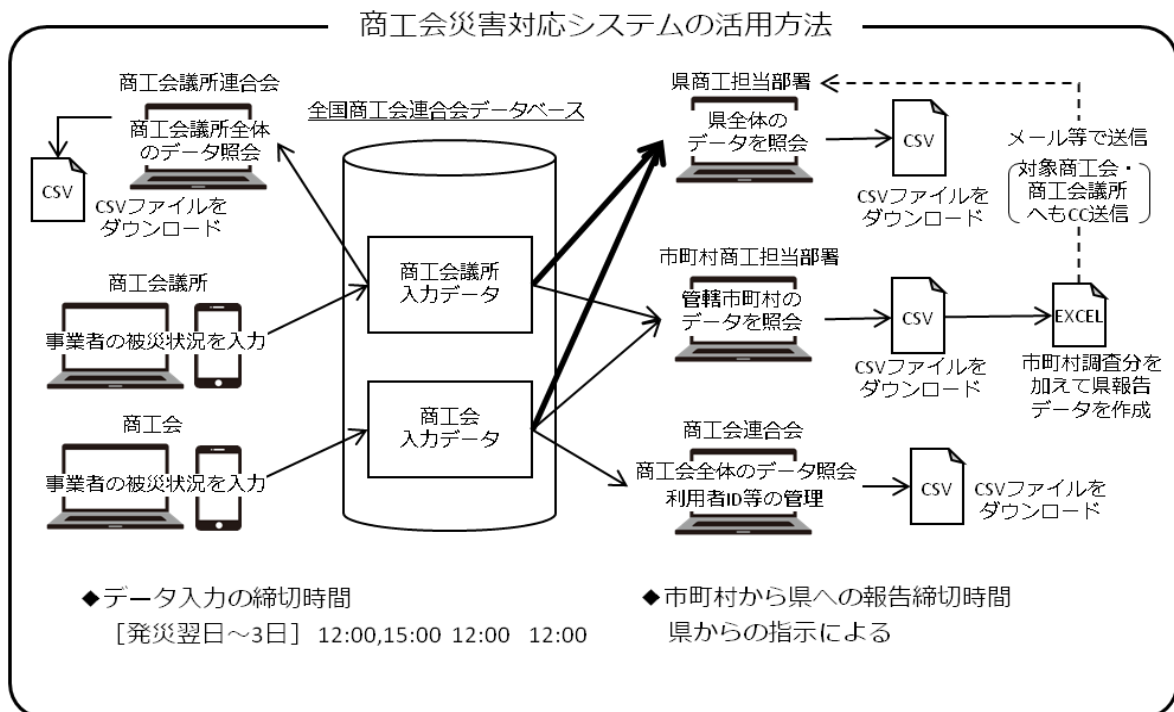 商工会災害対応システムの活用方法
商工会議所連合会
商工会議所全体
のデータ照会
CSV
CSVファイルを
ダウンロード
商工会議所
事業者の被災状況を入力
商工会
事業者の被災状況を入力
全国商工会連合会データベース
商工会議所
入力データ
商工会
入力データ
県商工担当部署
県全体の
データを照会
CSV
CSVファイルを
ダウンロード
メール等で送信
対象商工会・
商工会議所
へもCC送信
市町村商工担当部署
管轄市町村の
データを照会
CSV
CSVファイルを
ダウンロード
EXCEL
市町村調査分を
加えて県報告
データを作成
商工会連合会
商工会全体のデータ照会
利用者ID等の管理
CSV
CSVファイルを
ダウンロード
◆データ入力の締切時間
［発災翌日～3日］ 12:00,15:00 12:00 12:00
◆市町村から県への報告締切時間
県からの指示による